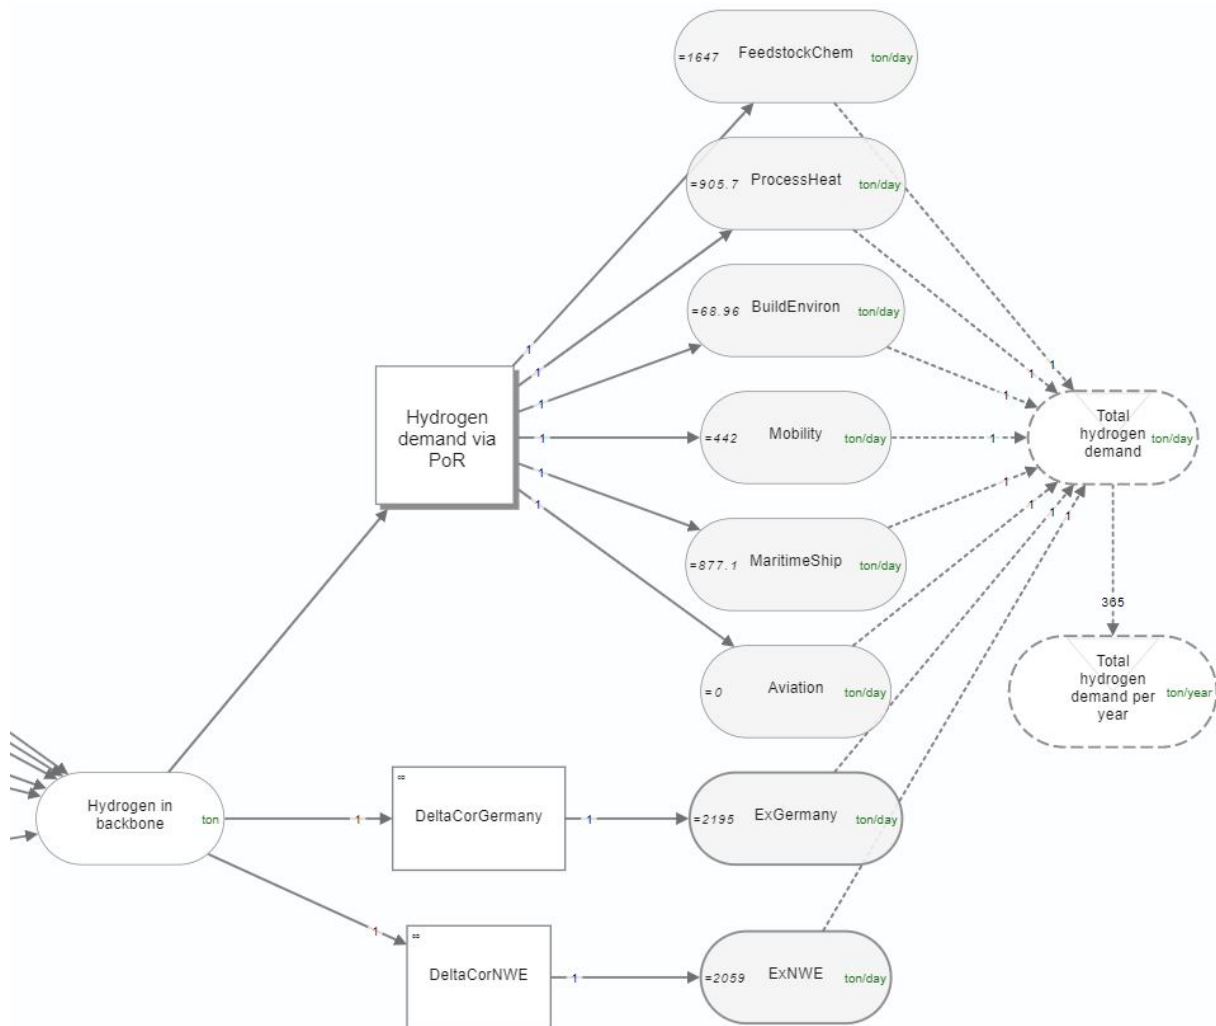 =1647 FeedstockChem ton/day
=905.7 ProcessHeat ton/day
=68.96 BuildEnviron ton/day
1
1
1
1
1
1
Hydrogen
demand via
PoR
=442 Mobility ton/day
=877.1 MaritimeShip ton/day
=0 Aviation ton/day
1
1
1
1
1
1
1
1
Total
hydrogen
demand
ton/day
365
Total
hydrogen
demand per
year
ton/year
Hydrogen in
backbone
ton
1
∞
DeltaCorGermany
1
=2195 ExGermany ton/day
1
∞
DeltaCorNWE
1
=2059 ExNWE ton/day